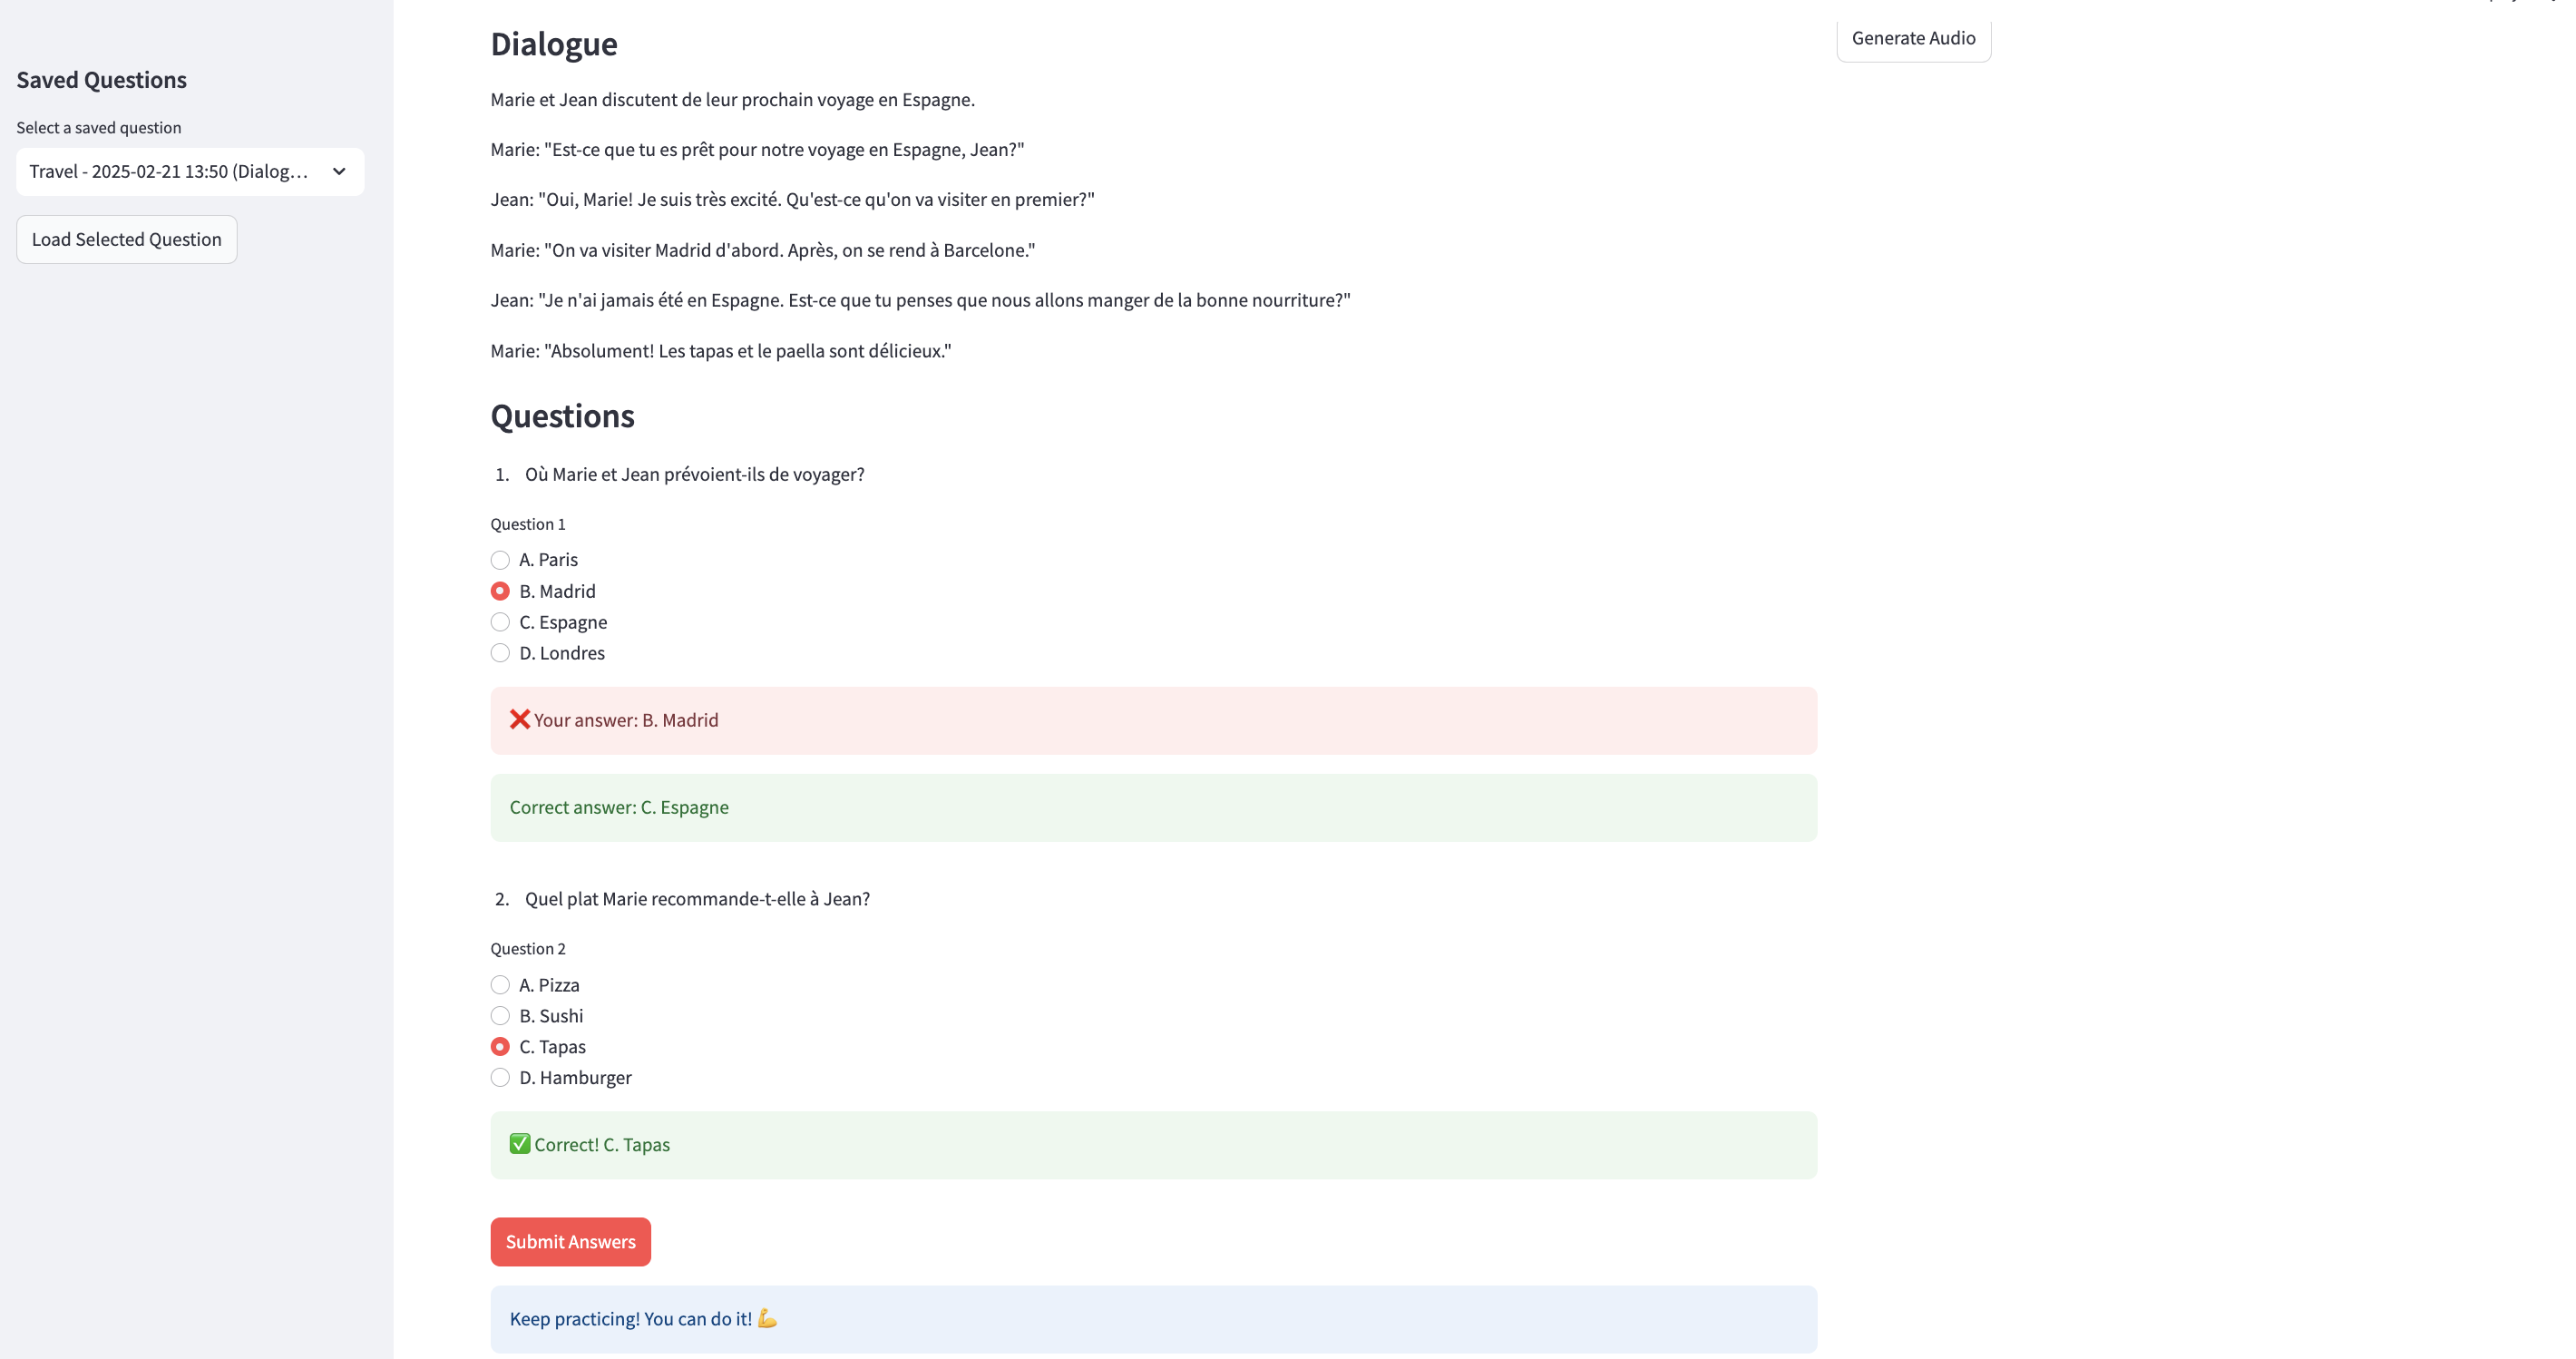 Saved Questions
Select a saved question
Travel - 2025-02-21 13:50 (Dialog...
Load Selected Question
Dialogue
Generate Audio
Marie et Jean discutent de leur prochain voyage en Espagne.
Marie: "Est-ce que tu es prêt pour notre voyage en Espagne, Jean?"
Jean: "Oui, Marie! Je suis très excité. Qu'est-ce qu'on va visiter en premier?"
Marie: "On va visiter Madrid d'abord. Après, on se rend à Barcelone."
Jean: "Je n'ai jamais été en Espagne. Est-ce que tu penses que nous allons manger de la bonne nourriture?"
Marie: "Absolument! Les tapas et le paella sont délicieux."
Questions
1. Où Marie et Jean prévoient-ils de voyager?
Question 1
A. Paris
B. Madrid
C. Espagne
D. Londres
❌ Your answer: B. Madrid
Correct answer: C. Espagne
2. Quel plat Marie recommande-t-elle à Jean?
Question 2
A. Pizza
B. Sushi
C. Tapas
D. Hamburger
✅ Correct! C. Tapas
Submit Answers
Keep practicing! You can do it! 💪